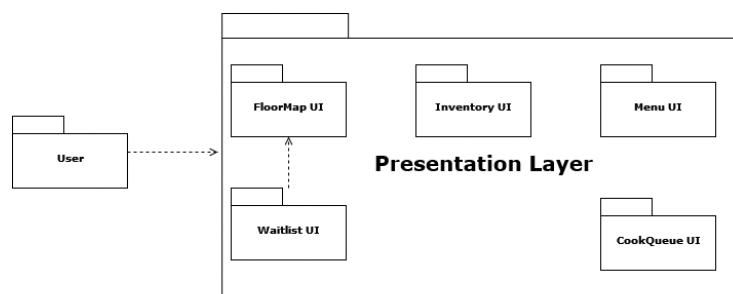 FloorMap UI
Inventory UI
Menu UI
User
Presentation Layer
Waitlist UI
CookQueue UI